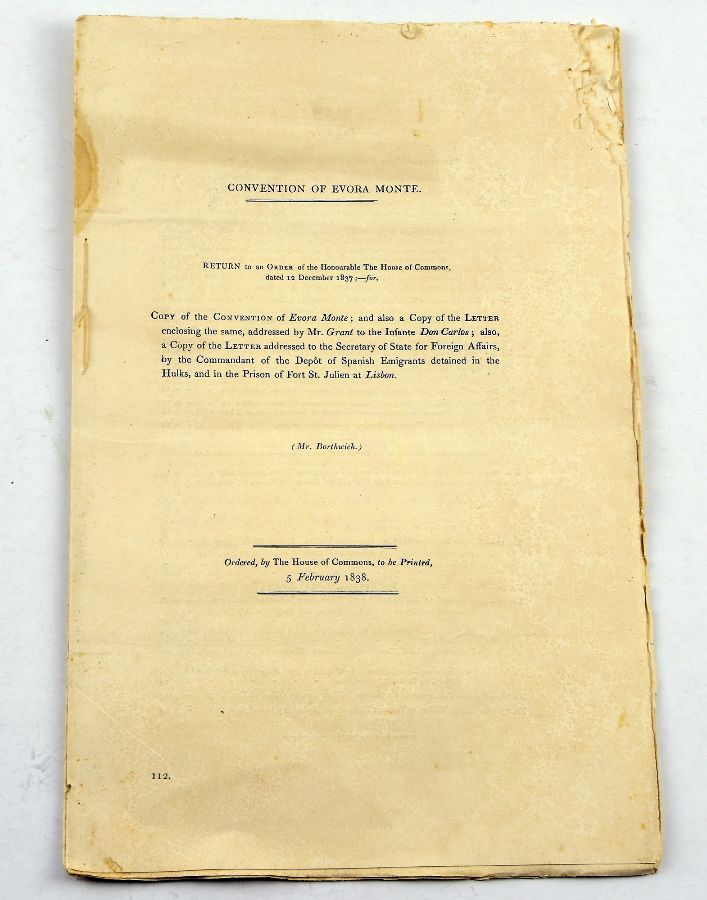 CONVENTION OF EVORA MONTE.
RETURN to an ORDER of the Honourable The House of Commons,
dated 12 December 1837;—for,
COPY of the CONVENTION of Evora Monte; and also a Copy of the LETTER
enclosing the same, addressed by Mr. Grant to the Infante Don Carlos; also,
a Copy of the LETTER addressed to the Secretary of State for Foreign Affairs,
by the Commandant of the Depôt of Spanish Emigrants detained in the
Hulks, and in the Prison of Fort St. Julien at Lisbon.
(Mr. Borthwick.)
Ordered, by The House of Commons, to be Printed,
5 February 1838.
112.